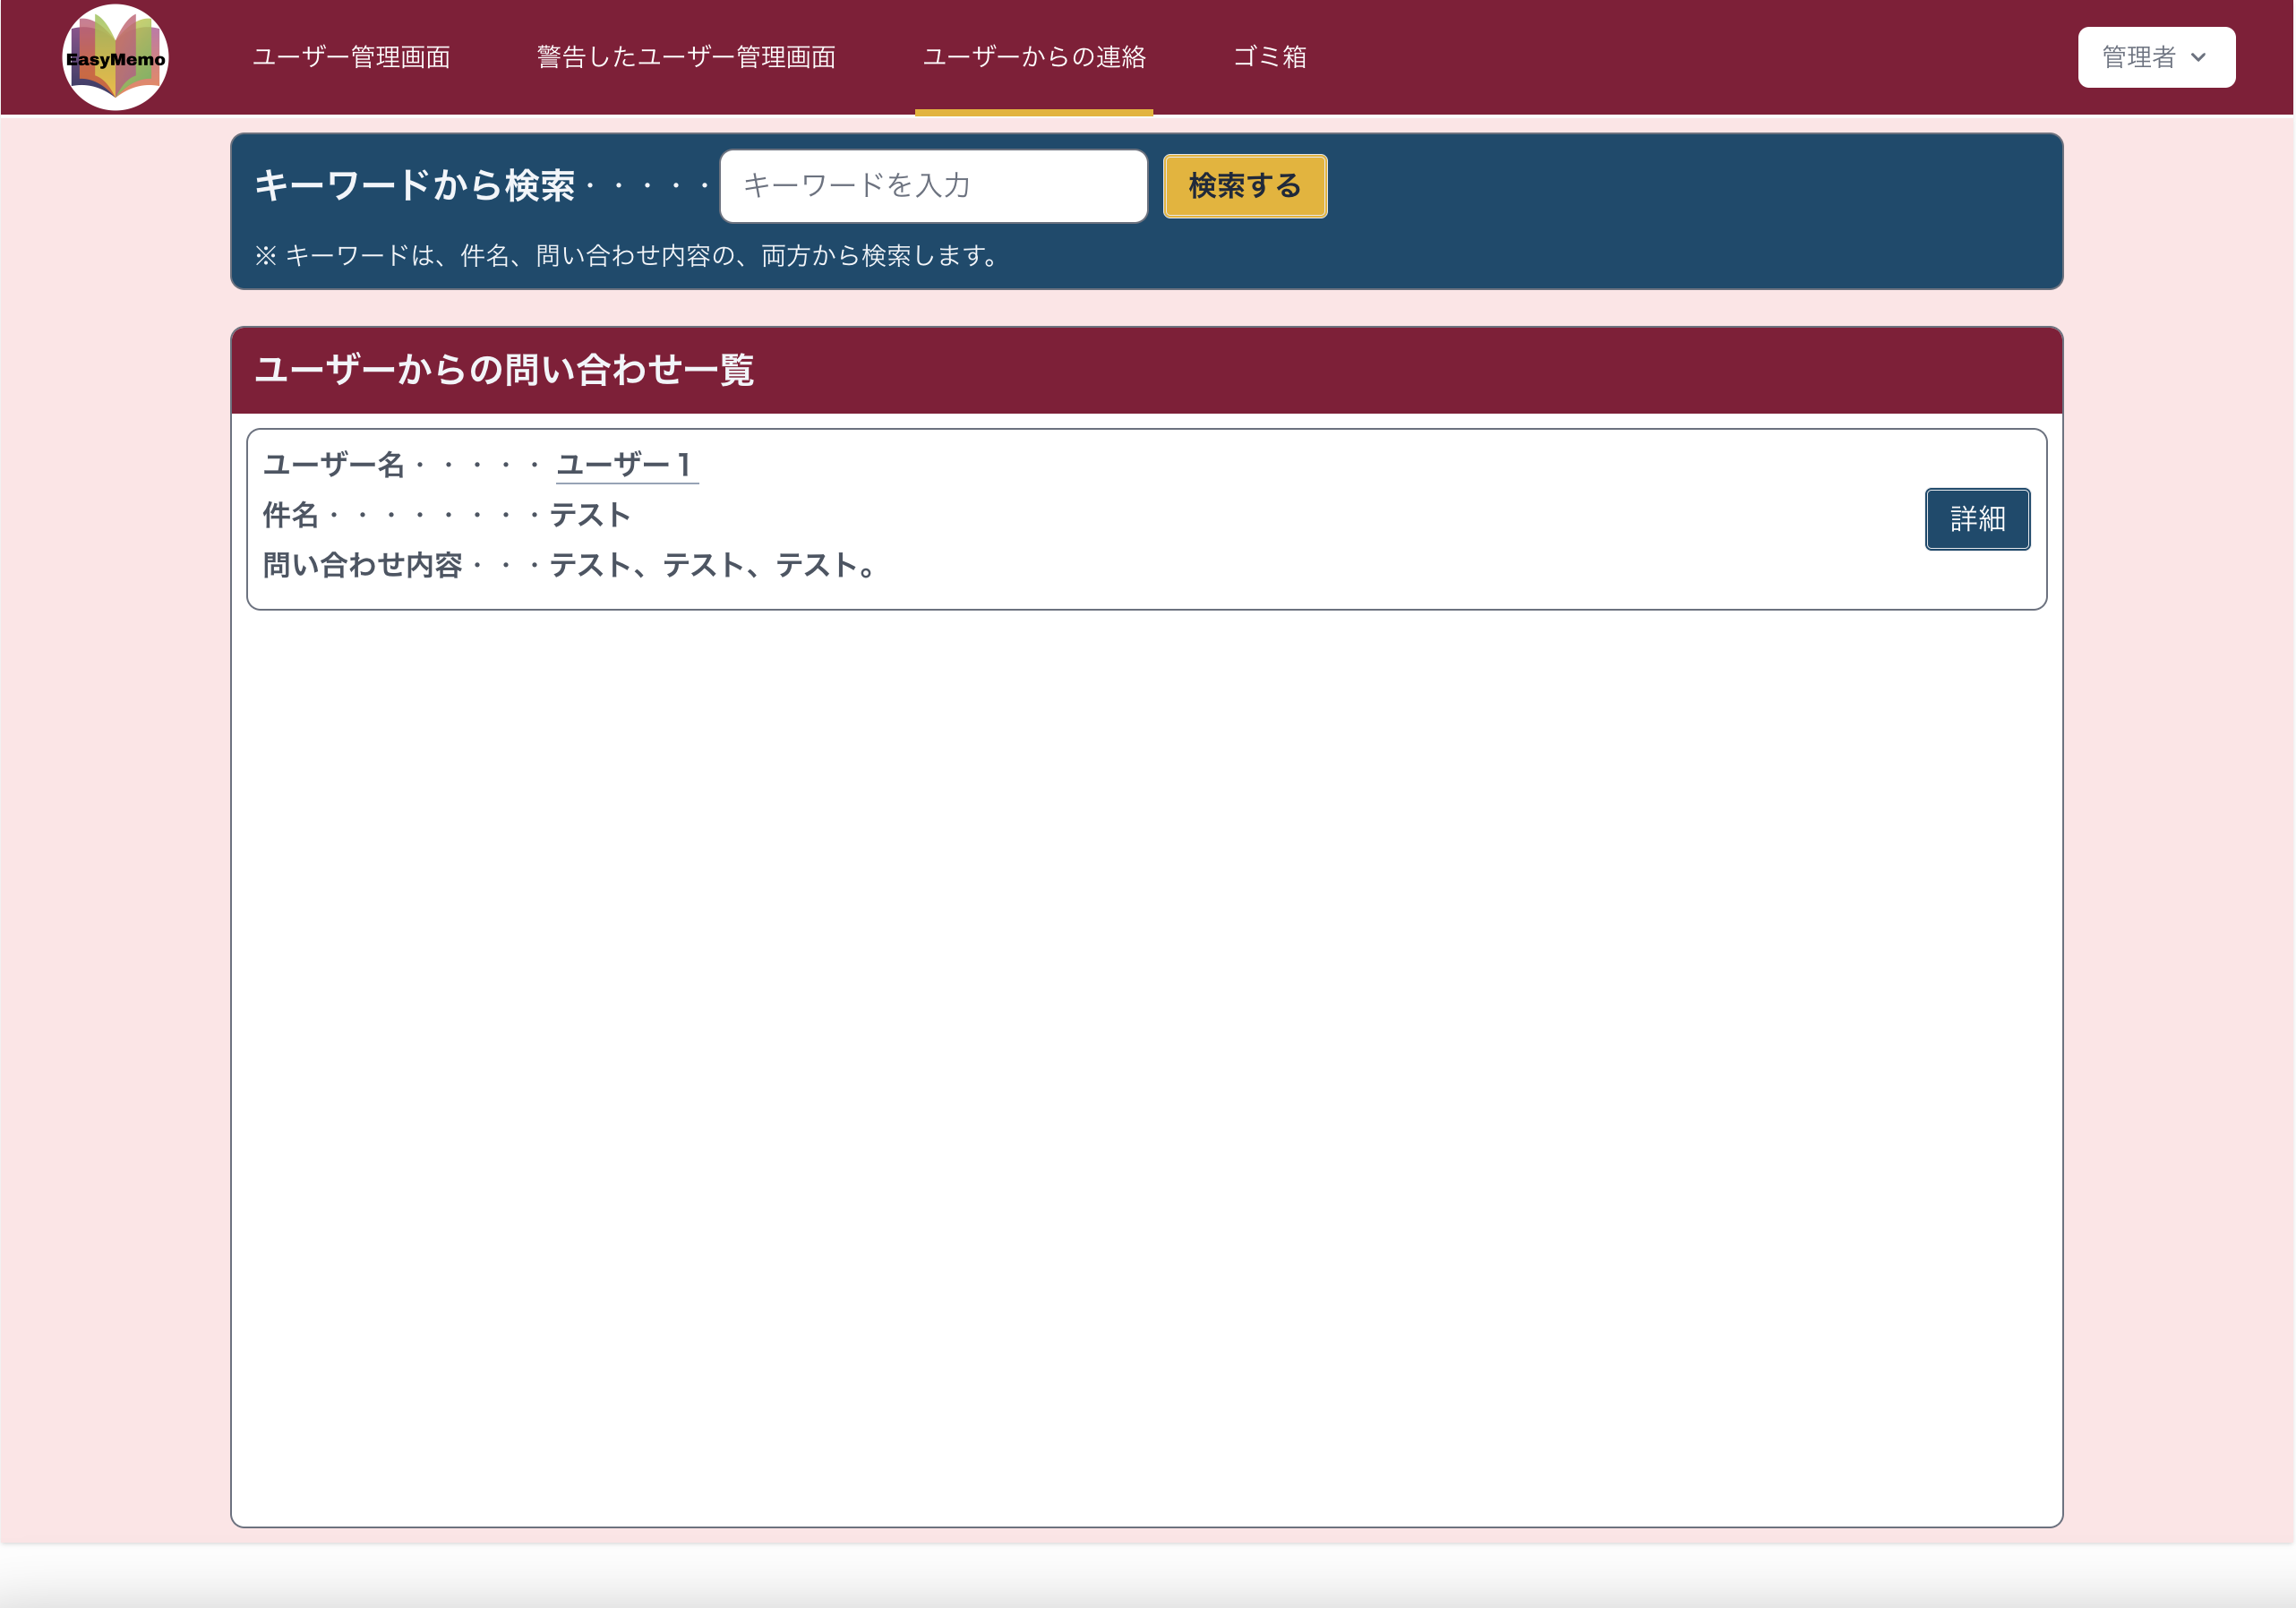 EasyMemo
ユーザー管理画面 警告したユーザー管理画面 ユーザーからの連絡 ゴミ箱 管理者
キーワードから検索・・・・・ キーワードを入力 検索する
※ キーワードは、件名、問い合わせ内容の、両方から検索します。
ユーザーからの問い合わせ一覧
ユーザー名・・・・・ ユーザー1
件名・・・・・・・・テスト
詳細
問い合わせ内容・・・テスト、テスト、テスト。